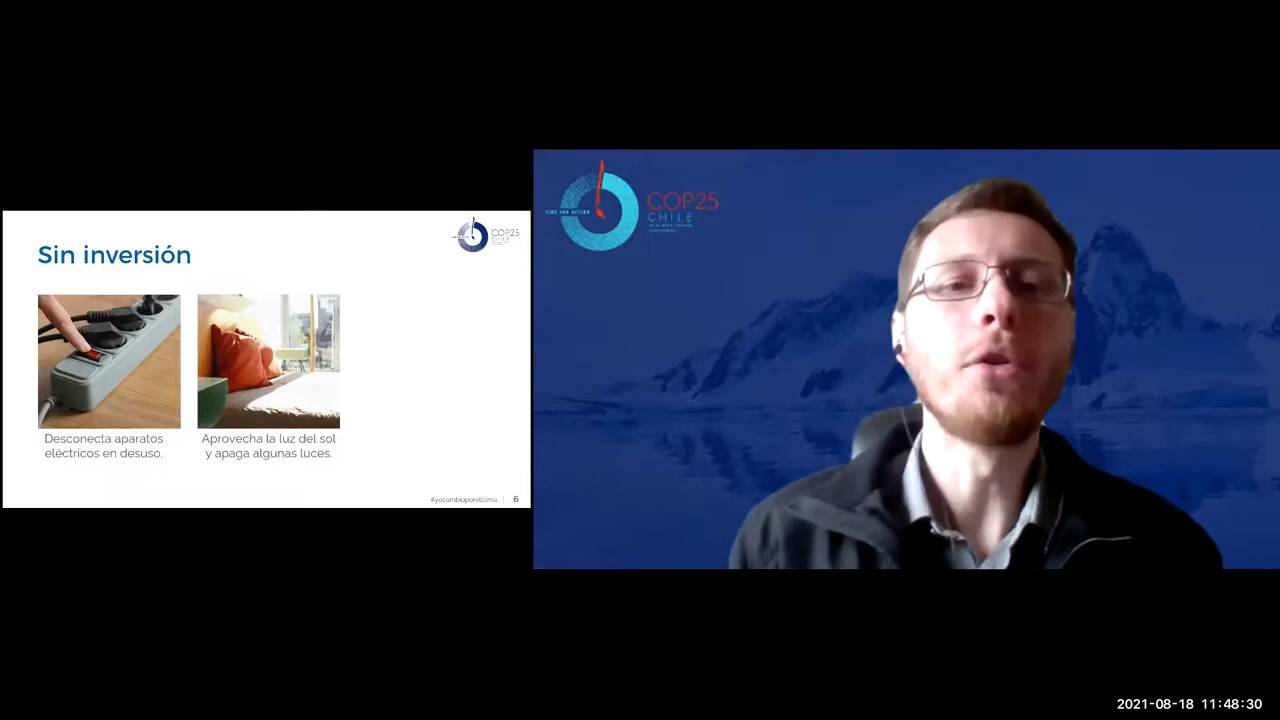 Sin inversión
COP25
CHILE
Desconecta aparatos
eléctricos en desuso.
Aprovecha la luz del sol
y apaga algunas luces.
#yocambioporelclima | 6
TIME FOR ACTION
COP25
CHILE
2021-08-18 11:48:30